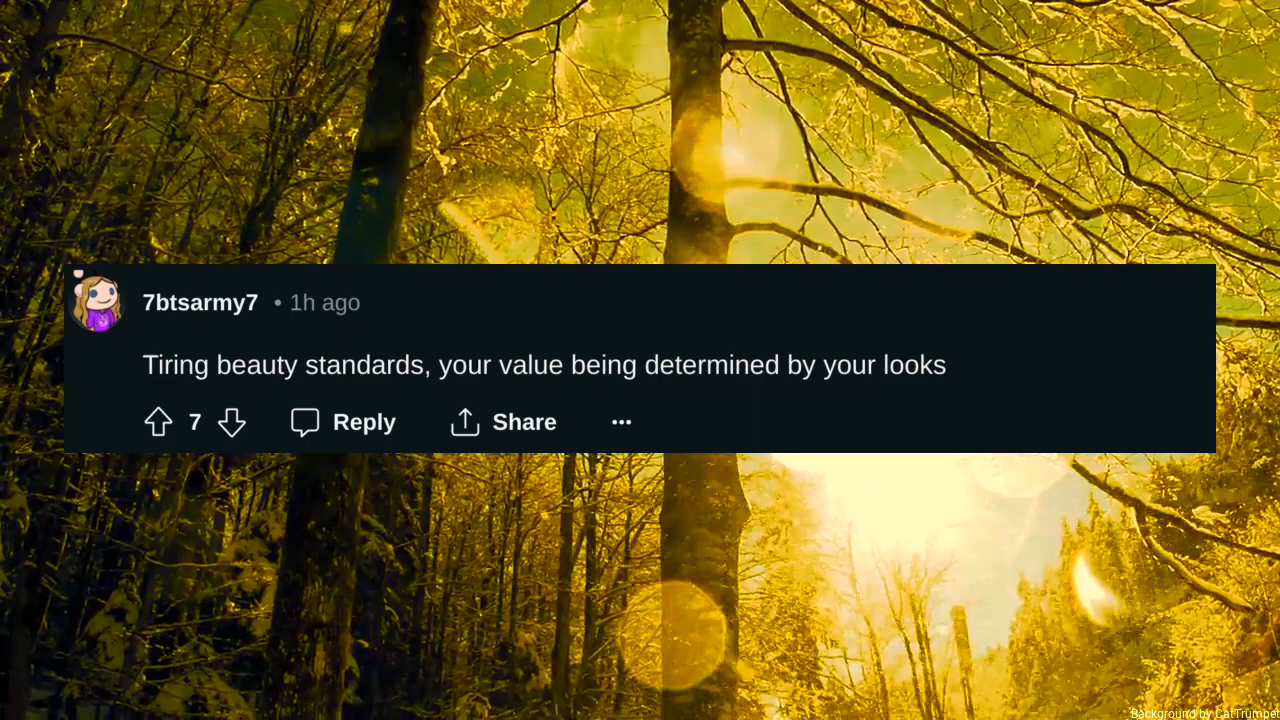 7btsarmy7 • 1h ago
Tiring beauty standards, your value being determined by your looks
7 Reply Share •••
Background by CatTrumpet